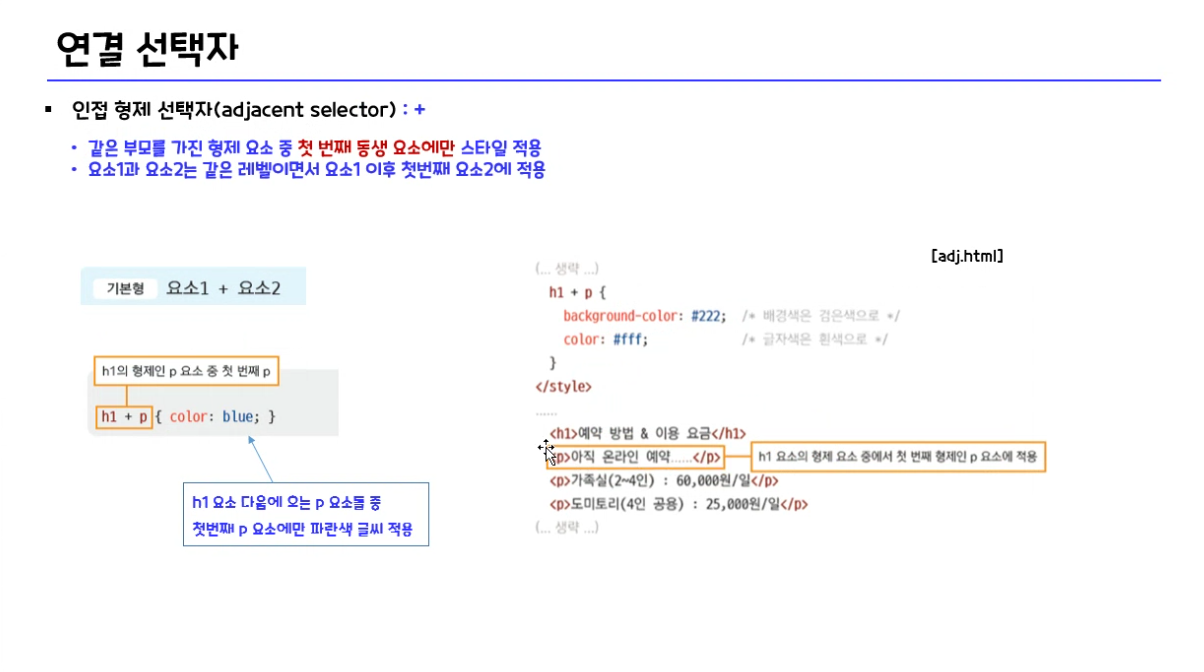 연결 선택자
▪ 인접 형제 선택자(adjacent selector) : +
• 같은 부모를 가진 형제 요소 중 첫 번째 동생 요소에만 스타일 적용
• 요소1과 요소2는 같은 레벨이면서 요소1 이후 첫번째 요소2에 적용
기본형 요소1 + 요소2
h1의 형제인 p 요소 중 첫 번째 p
h1 + p { color: blue; }
h1 요소 다음에 오는 p 요소들 중
첫번째 p 요소에만 파란색 글씨 적용
[adj.html]
(... 생략 ...)
h1 + p {
background-color: #222; /* 배경색은 검은색으로 */
color: #fff; /* 글자색은 흰색으로 */
}
</style>
......
<h1>예약 방법 & 이용 요금</h1>
<p>아직 온라인 예약......</p>
h1 요소의 형제 요소 중에서 첫 번째 형제인 p 요소에 적용
<p>가족실(2~4인) : 60,000원/일</p>
<p>도미토리(4인 공용) : 25,000원/일</p>
(... 생략 ...)